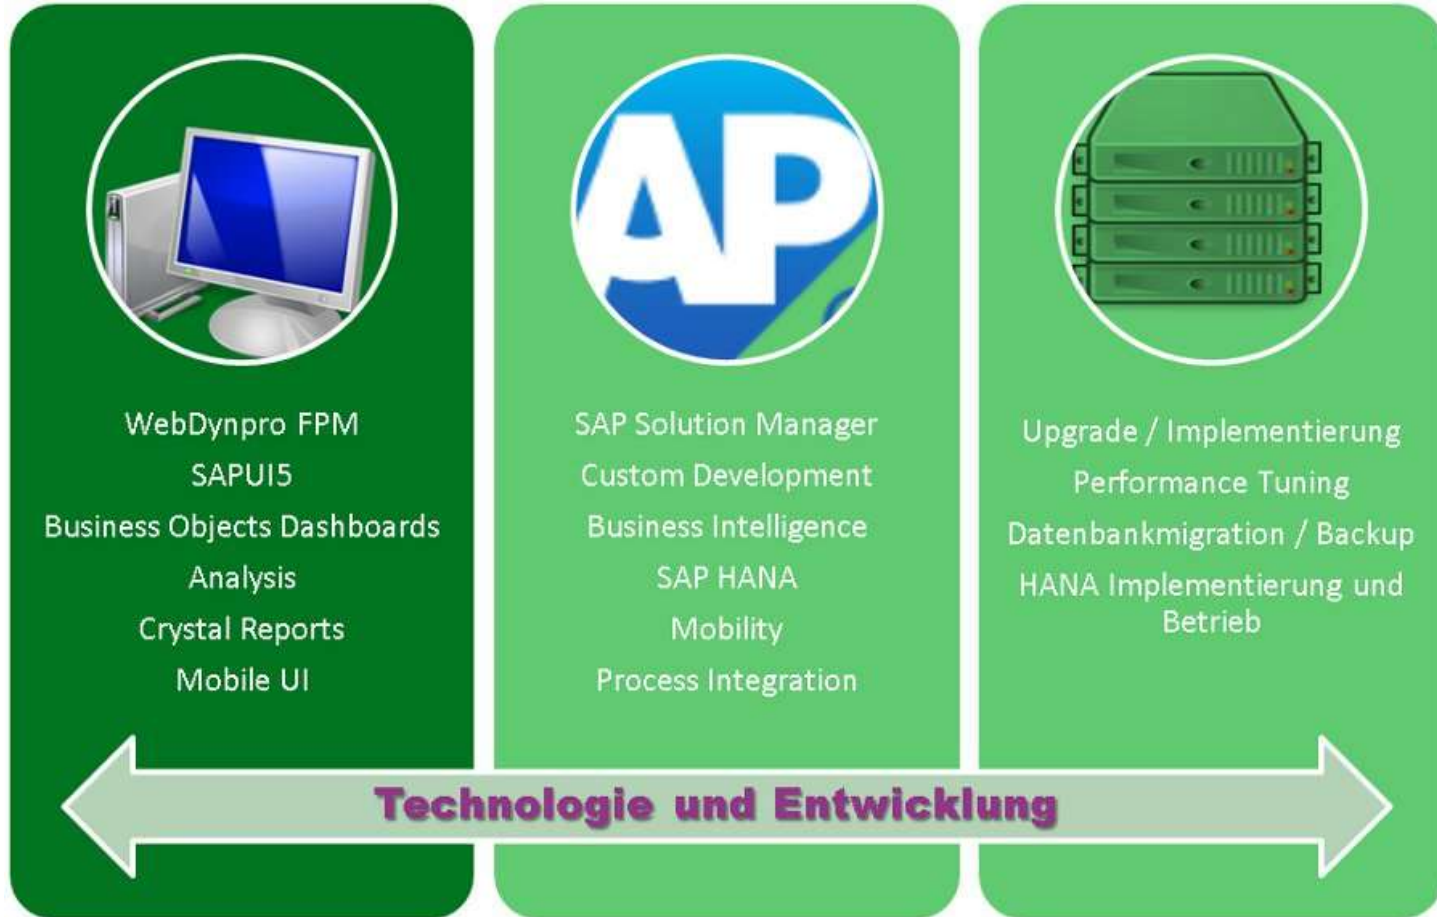 AP
WebDynpro FPM
SAPUI5
Business Objects Dashboards
Analysis
Crystal Reports
Mobile UI
SAP Solution Manager
Custom Development
Business Intelligence
SAP HANA
Mobility
Process Integration
Upgrade / Implementierung
Performance Tuning
Datenbankmigration / Backup
HANA Implementierung und
Betrieb
Technologie und Entwicklung